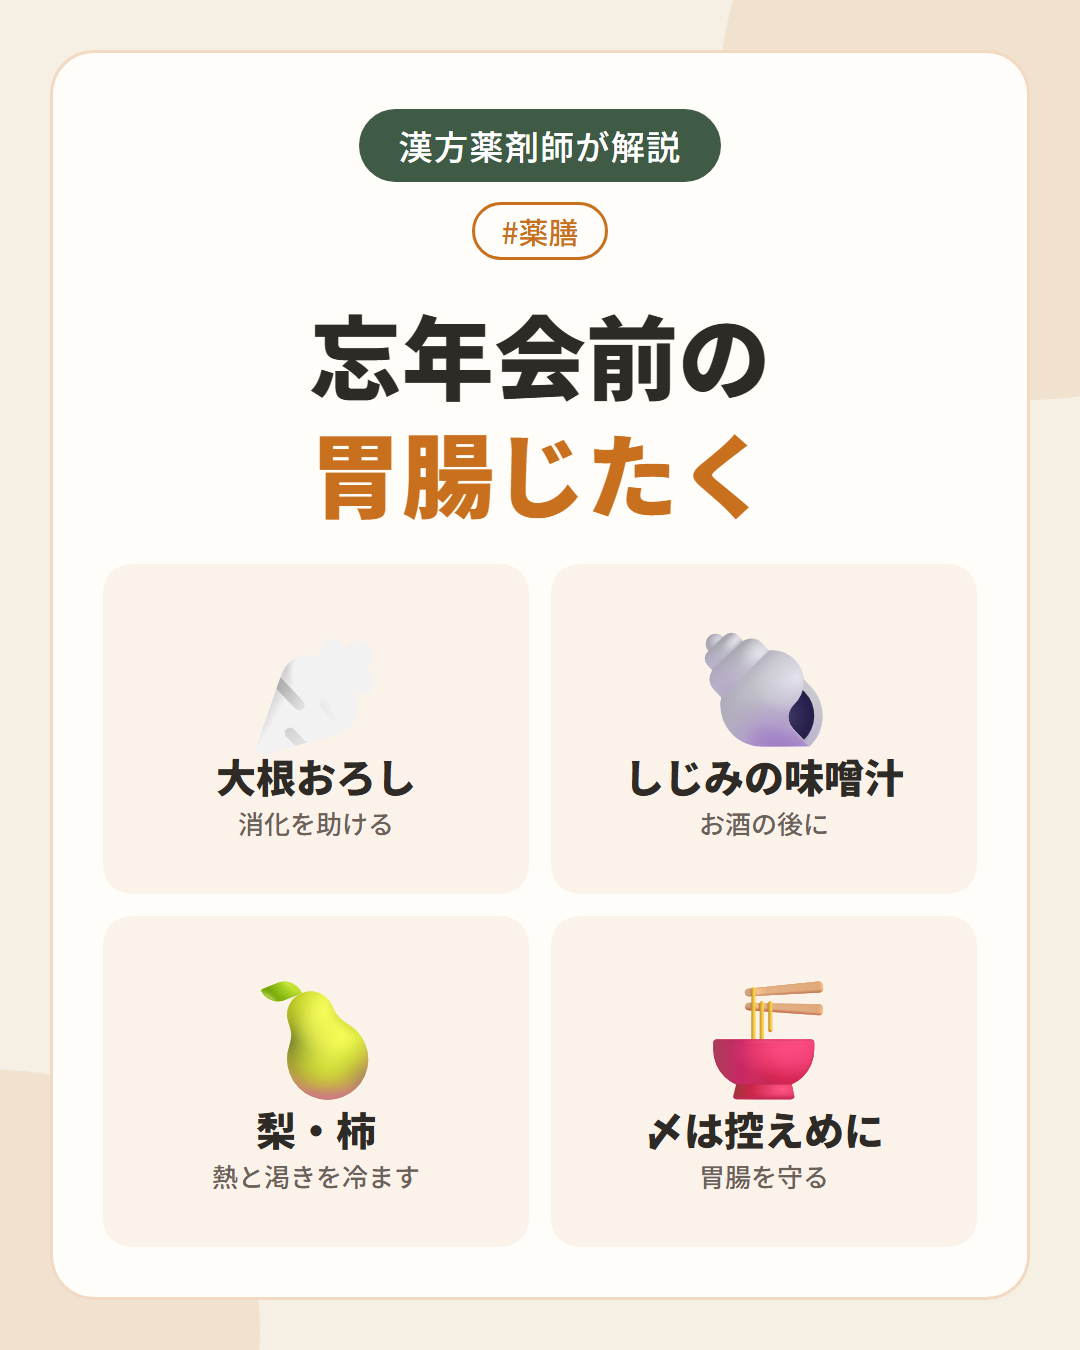 漢方薬剤師が解説
#薬膳
忘年会前の
胃腸じたく
大根おろし
消化を助ける
しじみの味噌汁
お酒の後に
梨・柿
熱と渇きを冷ます
〆は控えめに
胃腸を守る